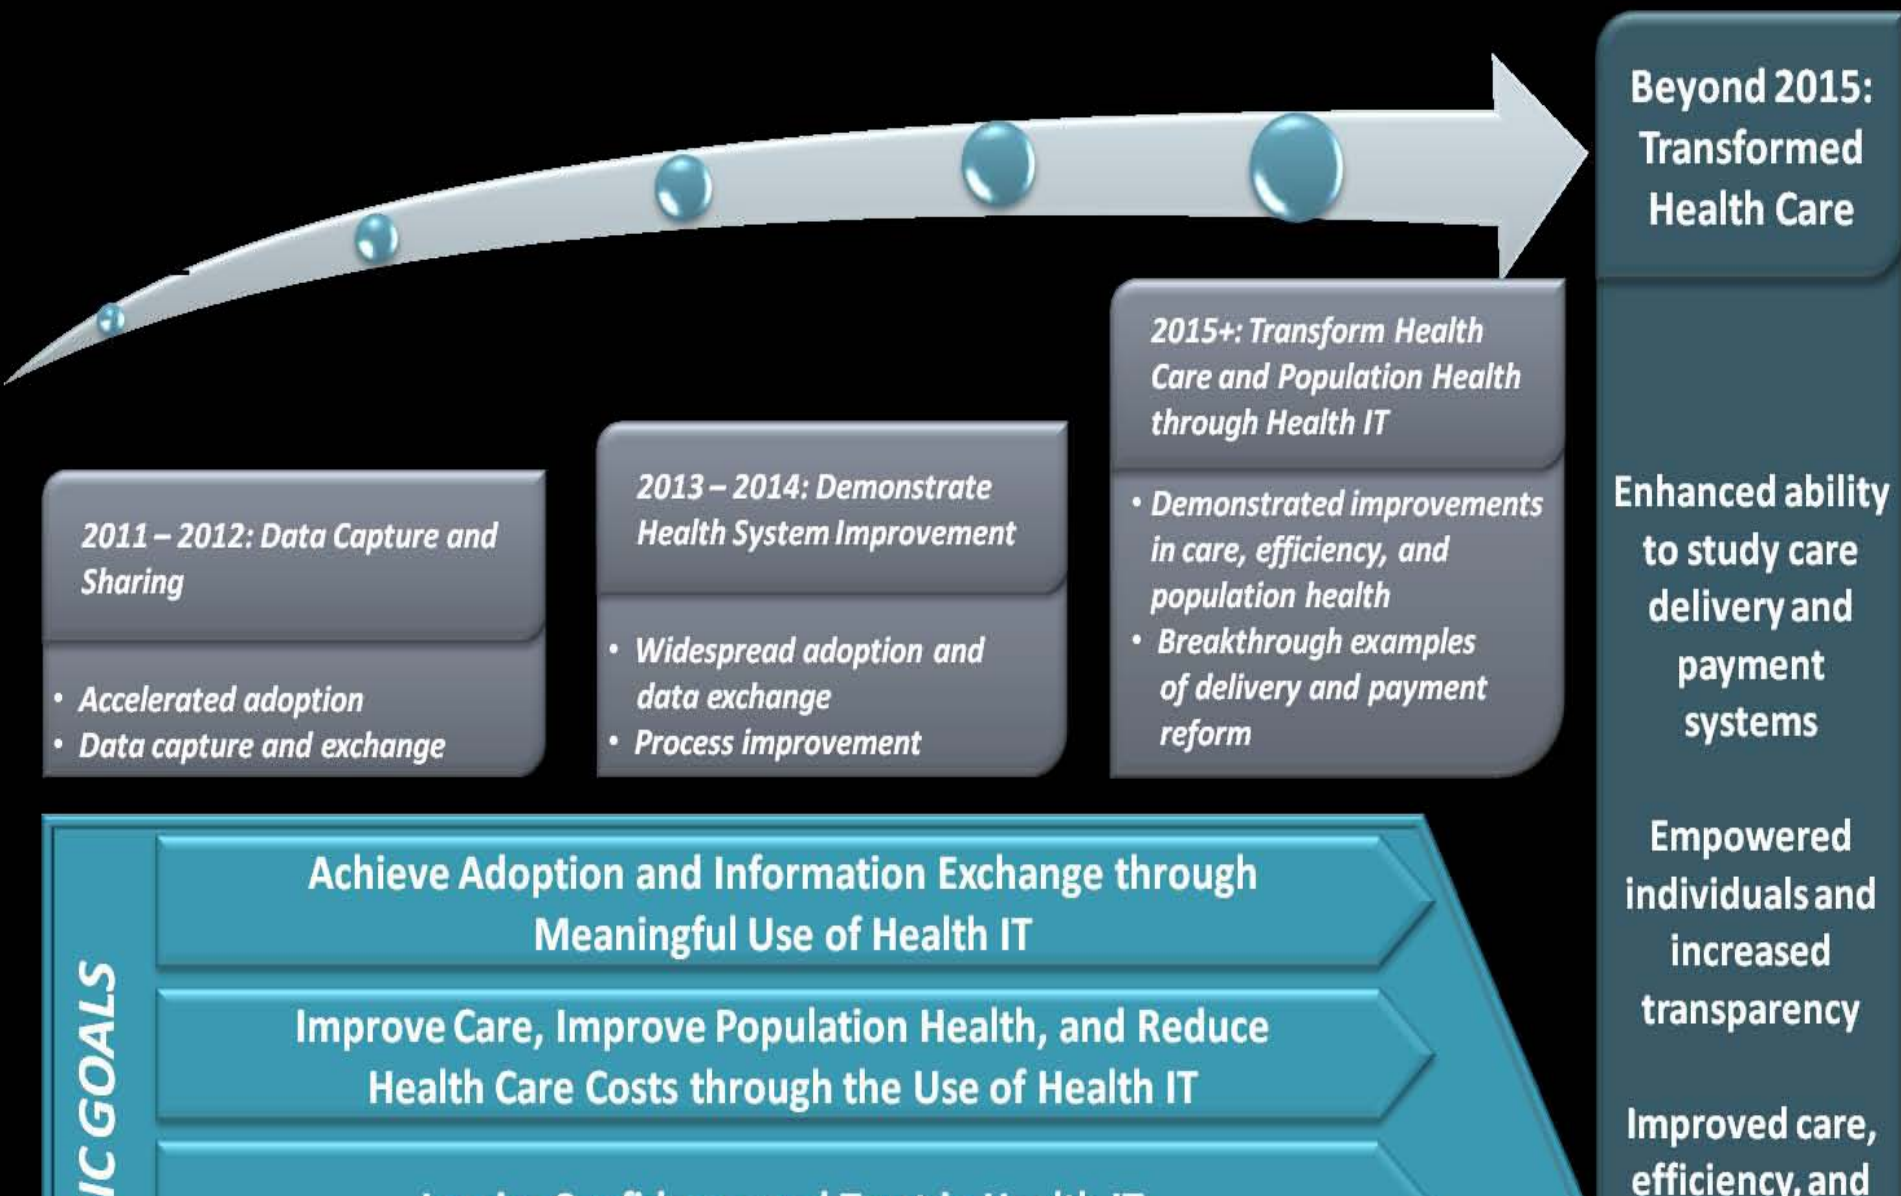 Beyond 2015:
Transformed
Health Care
2011 – 2012: Data Capture and
Sharing
• Accelerated adoption
• Data capture and exchange
2013 – 2014: Demonstrate
Health System Improvement
• Widespread adoption and
data exchange
• Process improvement
2015+: Transform Health
Care and Population Health
through Health IT
• Demonstrated improvements
in care, efficiency, and
population health
• Breakthrough examples
of delivery and payment
reform
Enhanced ability
to study care
delivery and
payment
systems
Empowered
individuals and
increased
transparency
Improved care,
efficiency, and
IC GOALS
Achieve Adoption and Information Exchange through
Meaningful Use of Health IT
Improve Care, Improve Population Health, and Reduce
Health Care Costs through the Use of Health IT